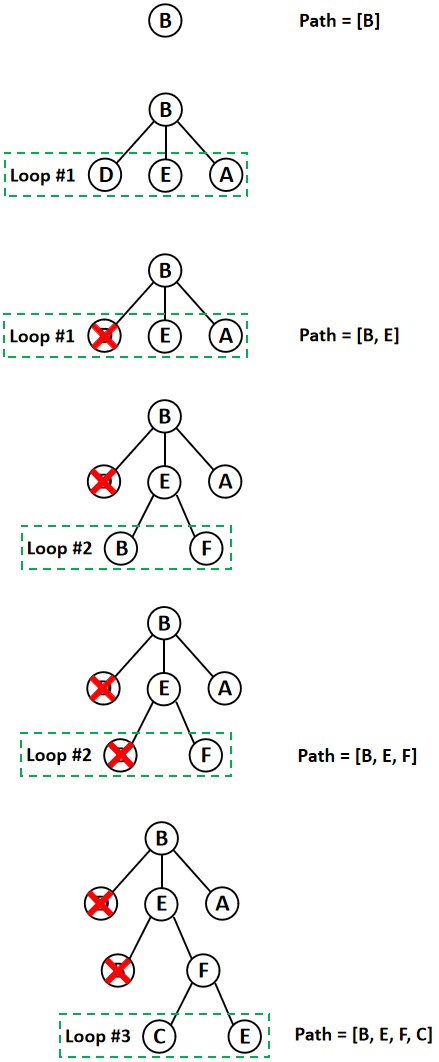 B Path = [B]
B
Loop #1 D E A
B
Loop #1 E A Path = [B, E]
B
E A
Loop #2 B F
B
E A
Loop #2 F Path = [B, E, F]
B
E A
F
Loop #3 C E Path = [B, E, F, C]